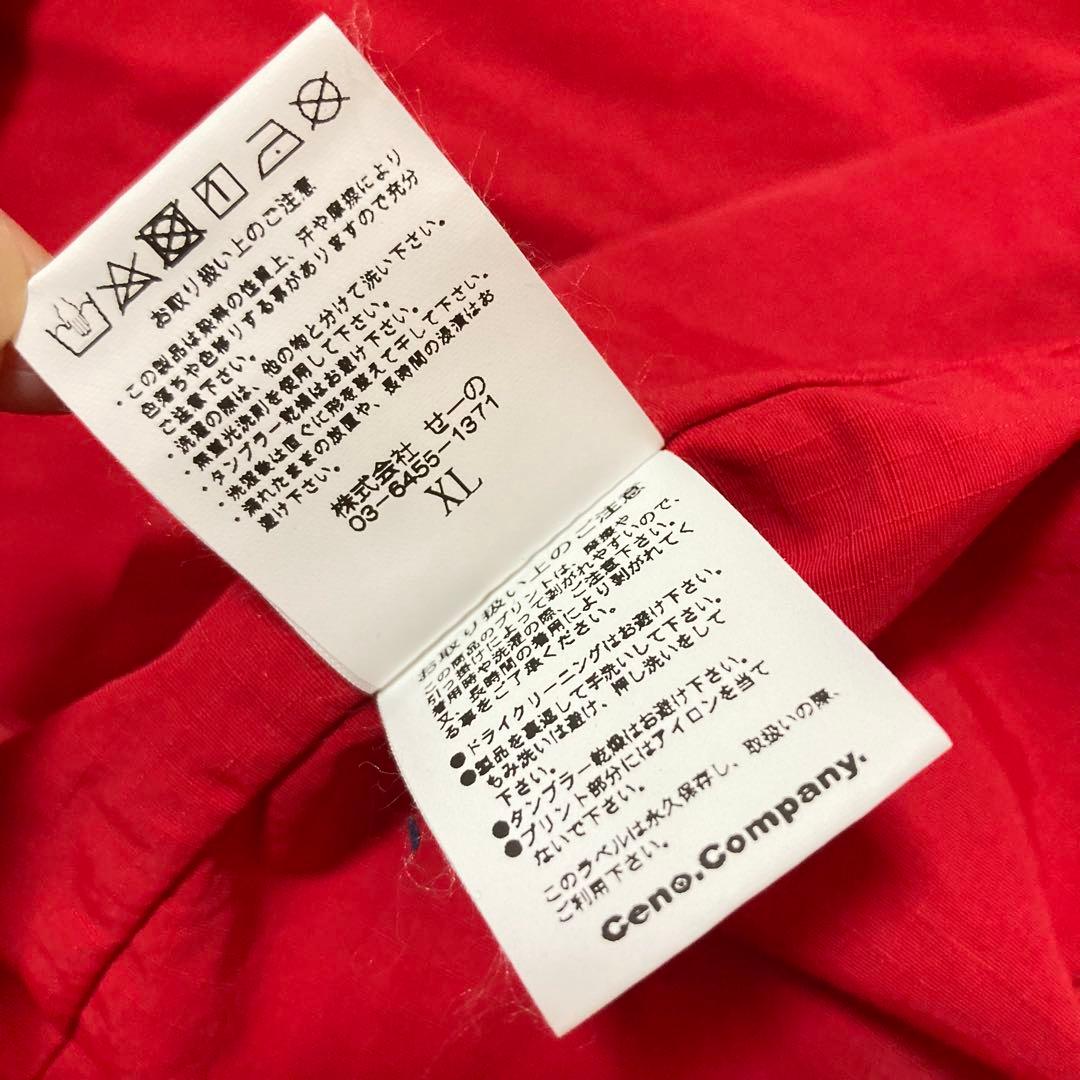 お取り扱い上のご注意
・この製品は染料の性質上、汗や摩擦により
色落ちや色移りする事がありますので充分
ご注意下さい。
・洗濯の際は、他の物と分けて洗い下さい。
・無蛍光洗剤を使用して下さい。
・タンブラー乾燥はお避け下さい。
・洗濯後は直ぐに形を整えて干して下さい。
・濡れたままの放置や、長時間の浸漬はお
避け下さい。
株式会社 せーの
03-6455-1371
XL
お取り扱い上のご注意
この商品のプリントは、摩擦や
引っ掛けによって剥がれやすいので、
着用時や洗濯の際、ご注意下さい。
又、長時間の着用により剥がれてく
る事をご了承ください。
●ドライクリーニングはお避け下さい。
●製品を裏返して手洗いして下さい。
もみ洗いは避け、押し洗いをして
下さい。
●タンブラー乾燥はお避け下さい。
●プリント部分にはアイロンを当て
ないで下さい。
このラベルは永久保存し、取扱いの際、
ご利用下さい。
Ceno.Company.